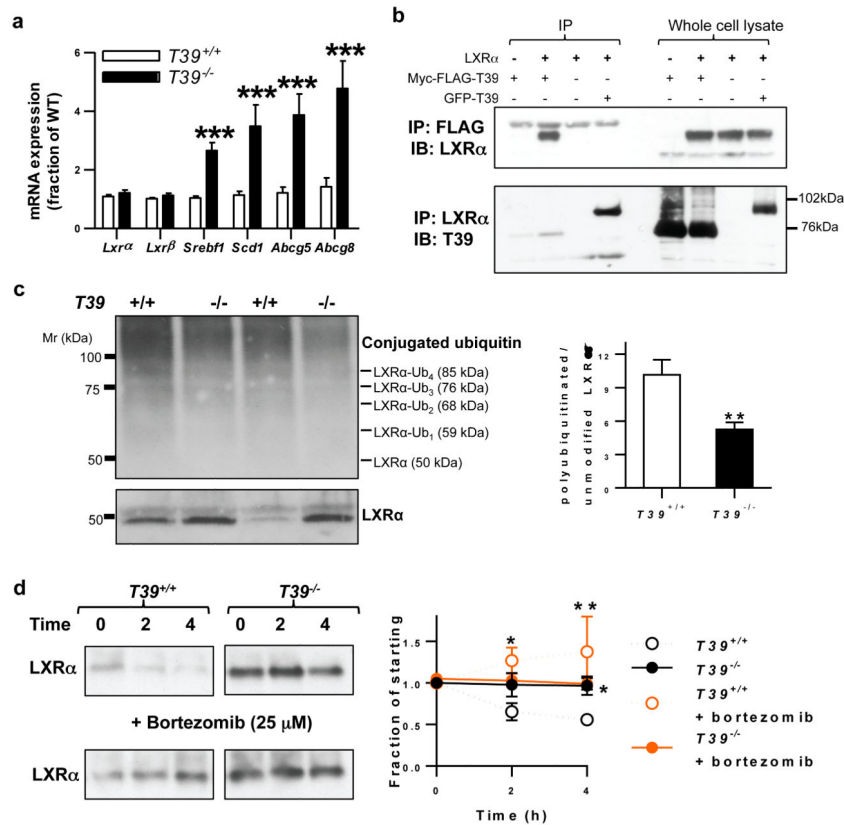 a
T39+/+
T39-/-
***
***
***
***
mRNA expression
(fraction of WT)
6
4
2
0
Lxrα Lxrβ Srebf1 Scd1 Abcg5 Abcg8
b
IP Whole cell lysate
LXRα - + + + - + + +
Myc-FLAG-T39 + + - - + + - -
GFP-T39 - - - + - - - +
IP: FLAG
IB: LXRα
IP: LXRα
IB: T39
102kDa
76kDa
c
T39 +/+ -/- +/+ -/-
Mr (kDa)
100
75
50
50
Conjugated ubiquitin
LXRα-Ub4 (85 kDa)
LXRα-Ub3 (76 kDa)
LXRα-Ub2 (68 kDa)
LXRα-Ub1 (59 kDa)
LXRα (50 kDa)
LXRα
polyubiquitinated/
unmodified LXR
12
9
6
3
0
**
T39+/+ T39-/-
d
T39+/+ T39-/-
Time 0 2 4 0 2 4
LXRα
+ Bortezomib (25 µM)
LXRα
Fraction of starting
1.5
1.0
0.5
0.0
*
**
*
0 2 4
Time (h)
T39+/+
T39-/-
T39+/+
+ bortezomib
T39-/-
+ bortezomib